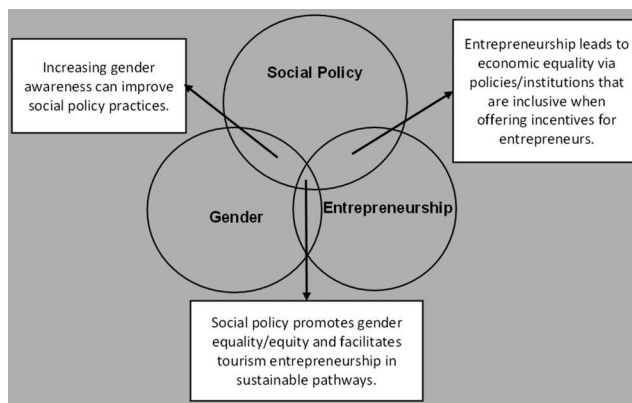 Increasing gender
awareness can improve
social policy practices.
Social Policy
Entrepreneurship leads to
economic equality via
policies/institutions that
are inclusive when
offering incentives for
entrepreneurs.
Gender
Entrepreneurship
Social policy promotes gender
equality/equity and facilitates
tourism entrepreneurship in
sustainable pathways.